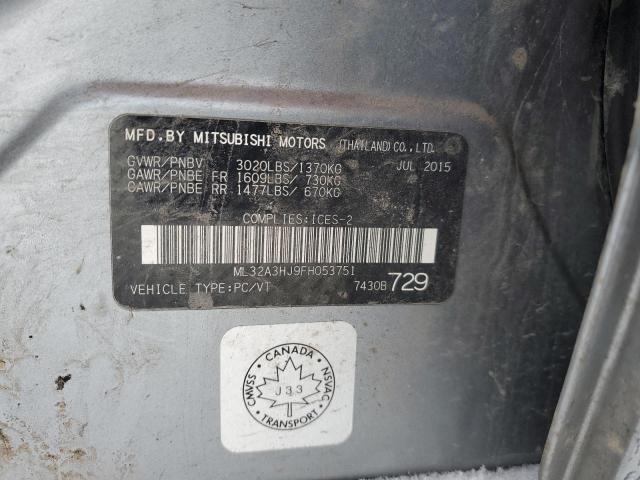 MFD.BY MITSUBISHI MOTORS (THAILAND)CO.,LTD.
GVWR/PNBV 3020LBS/1370KG JUL 2015
GAWR/PNBE FR 1609LBS/ 730KG
GAWR/PNBE RR 1477LBS/ 670KG
COMPLIES:ICES-2
ML32A3HJ9FH053751
VEHICLE TYPE:PC/VT 7430B 729
CANADA
CMVSS NSVAC
J33
TRANSPORT